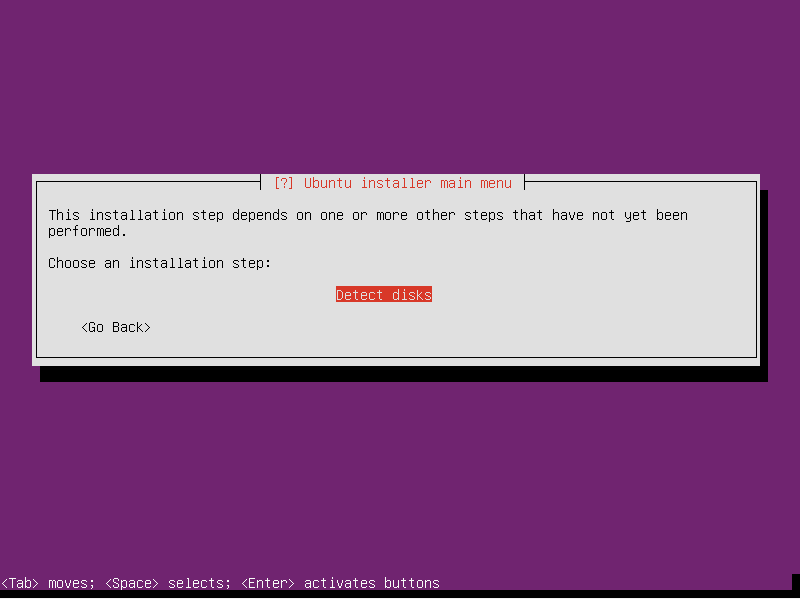 [?] Ubuntu installer main menu
This installation step depends on one or more other steps that have not yet been
performed.
Choose an installation step:
Detect disks
<Go Back>
<Tab> moves; <Space> selects; <Enter> activates buttons